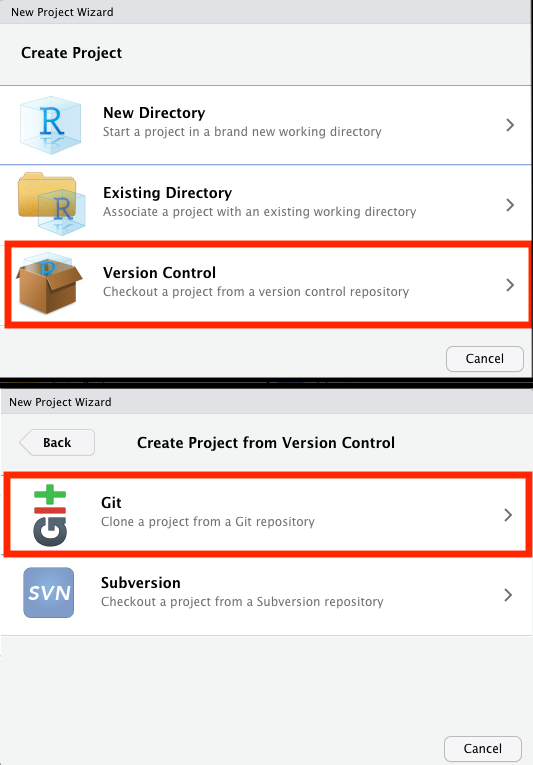 New Project Wizard
Create Project
R
New Directory
Start a project in a brand new working directory
R
Existing Directory
Associate a project with an existing working directory
Version Control
Checkout a project from a version control repository
Cancel
New Project Wizard
Back
Create Project from Version Control
git
Git
Clone a project from a Git repository
SVN
Subversion
Checkout a project from a Subversion repository
Cancel